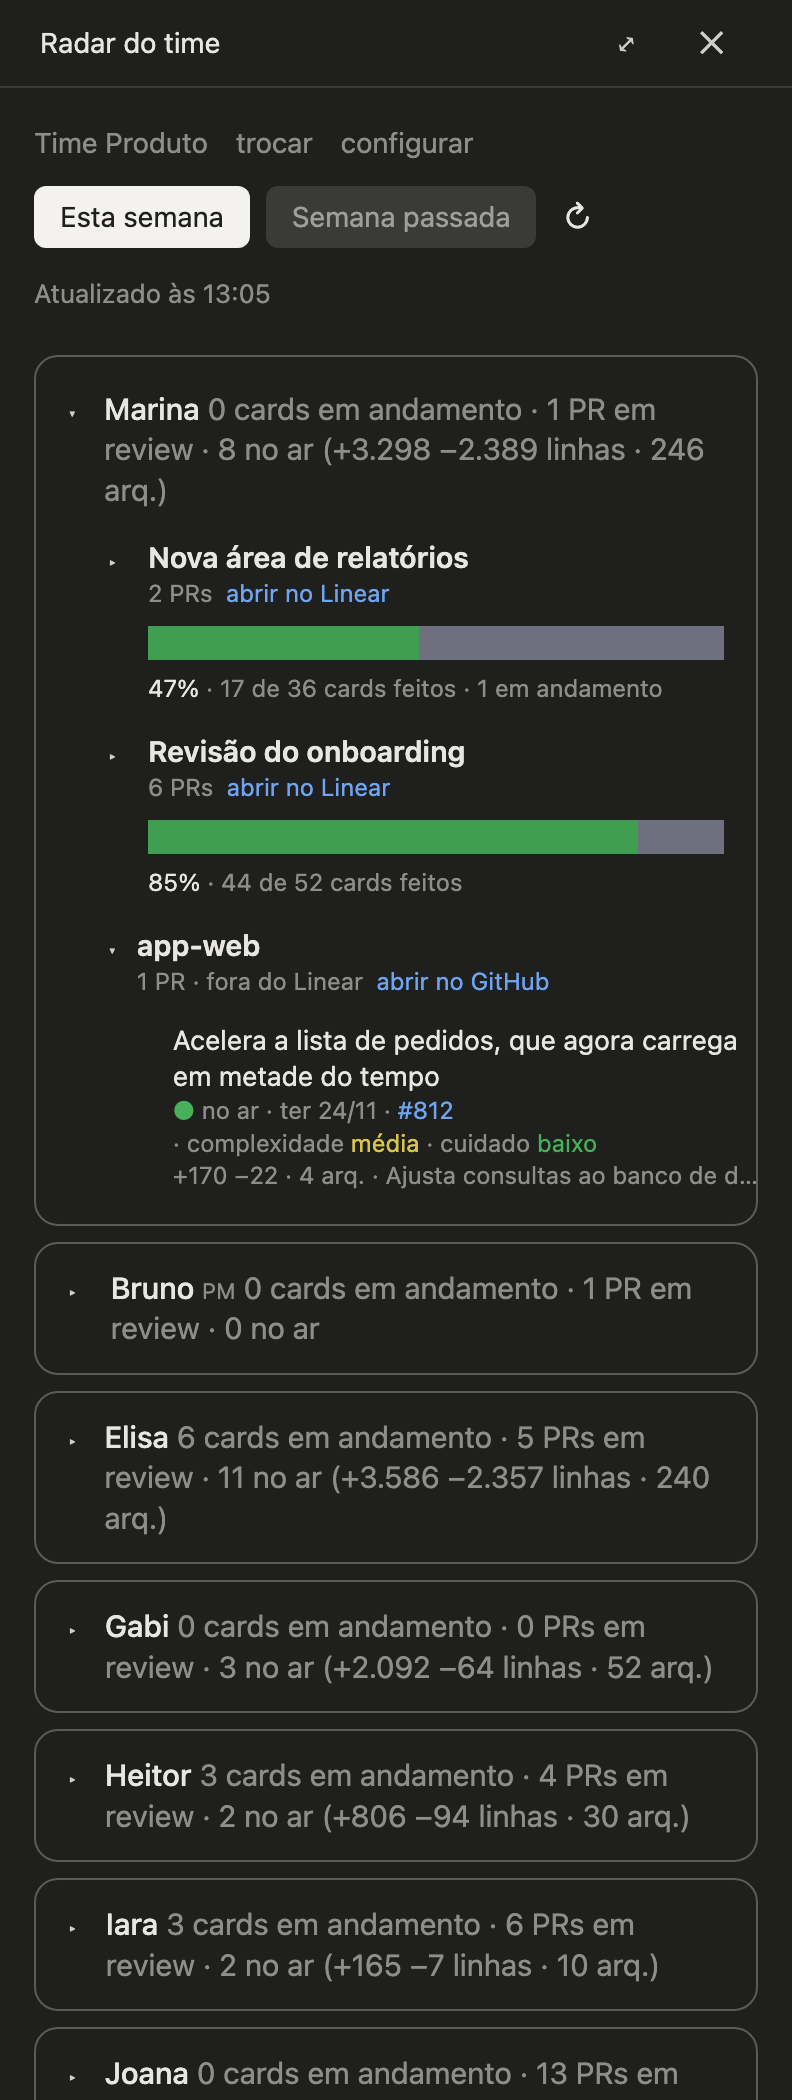 Radar do time
Time Produto trocar configurar
Esta semana Semana passada
Atualizado às 13:05
Marina 0 cards em andamento · 1 PR em
review · 8 no ar (+3.298 −2.389 linhas · 246
arq.)
Nova área de relatórios
2 PRs abrir no Linear
47% · 17 de 36 cards feitos · 1 em andamento
Revisão do onboarding
6 PRs abrir no Linear
85% · 44 de 52 cards feitos
app-web
1 PR · fora do Linear abrir no GitHub
Acelera a lista de pedidos, que agora carrega
em metade do tempo
no ar · ter 24/11 · #812
· complexidade média · cuidado baixo
+170 −22 · 4 arq. · Ajusta consultas ao banco de d...
Bruno PM 0 cards em andamento · 1 PR em
review · 0 no ar
Elisa 6 cards em andamento · 5 PRs em
review · 11 no ar (+3.586 −2.357 linhas · 240
arq.)
Gabi 0 cards em andamento · 0 PRs em
review · 3 no ar (+2.092 −64 linhas · 52 arq.)
Heitor 3 cards em andamento · 4 PRs em
review · 2 no ar (+806 −94 linhas · 30 arq.)
Iara 3 cards em andamento · 6 PRs em
review · 2 no ar (+165 −7 linhas · 10 arq.)
Joana 0 cards em andamento · 13 PRs em